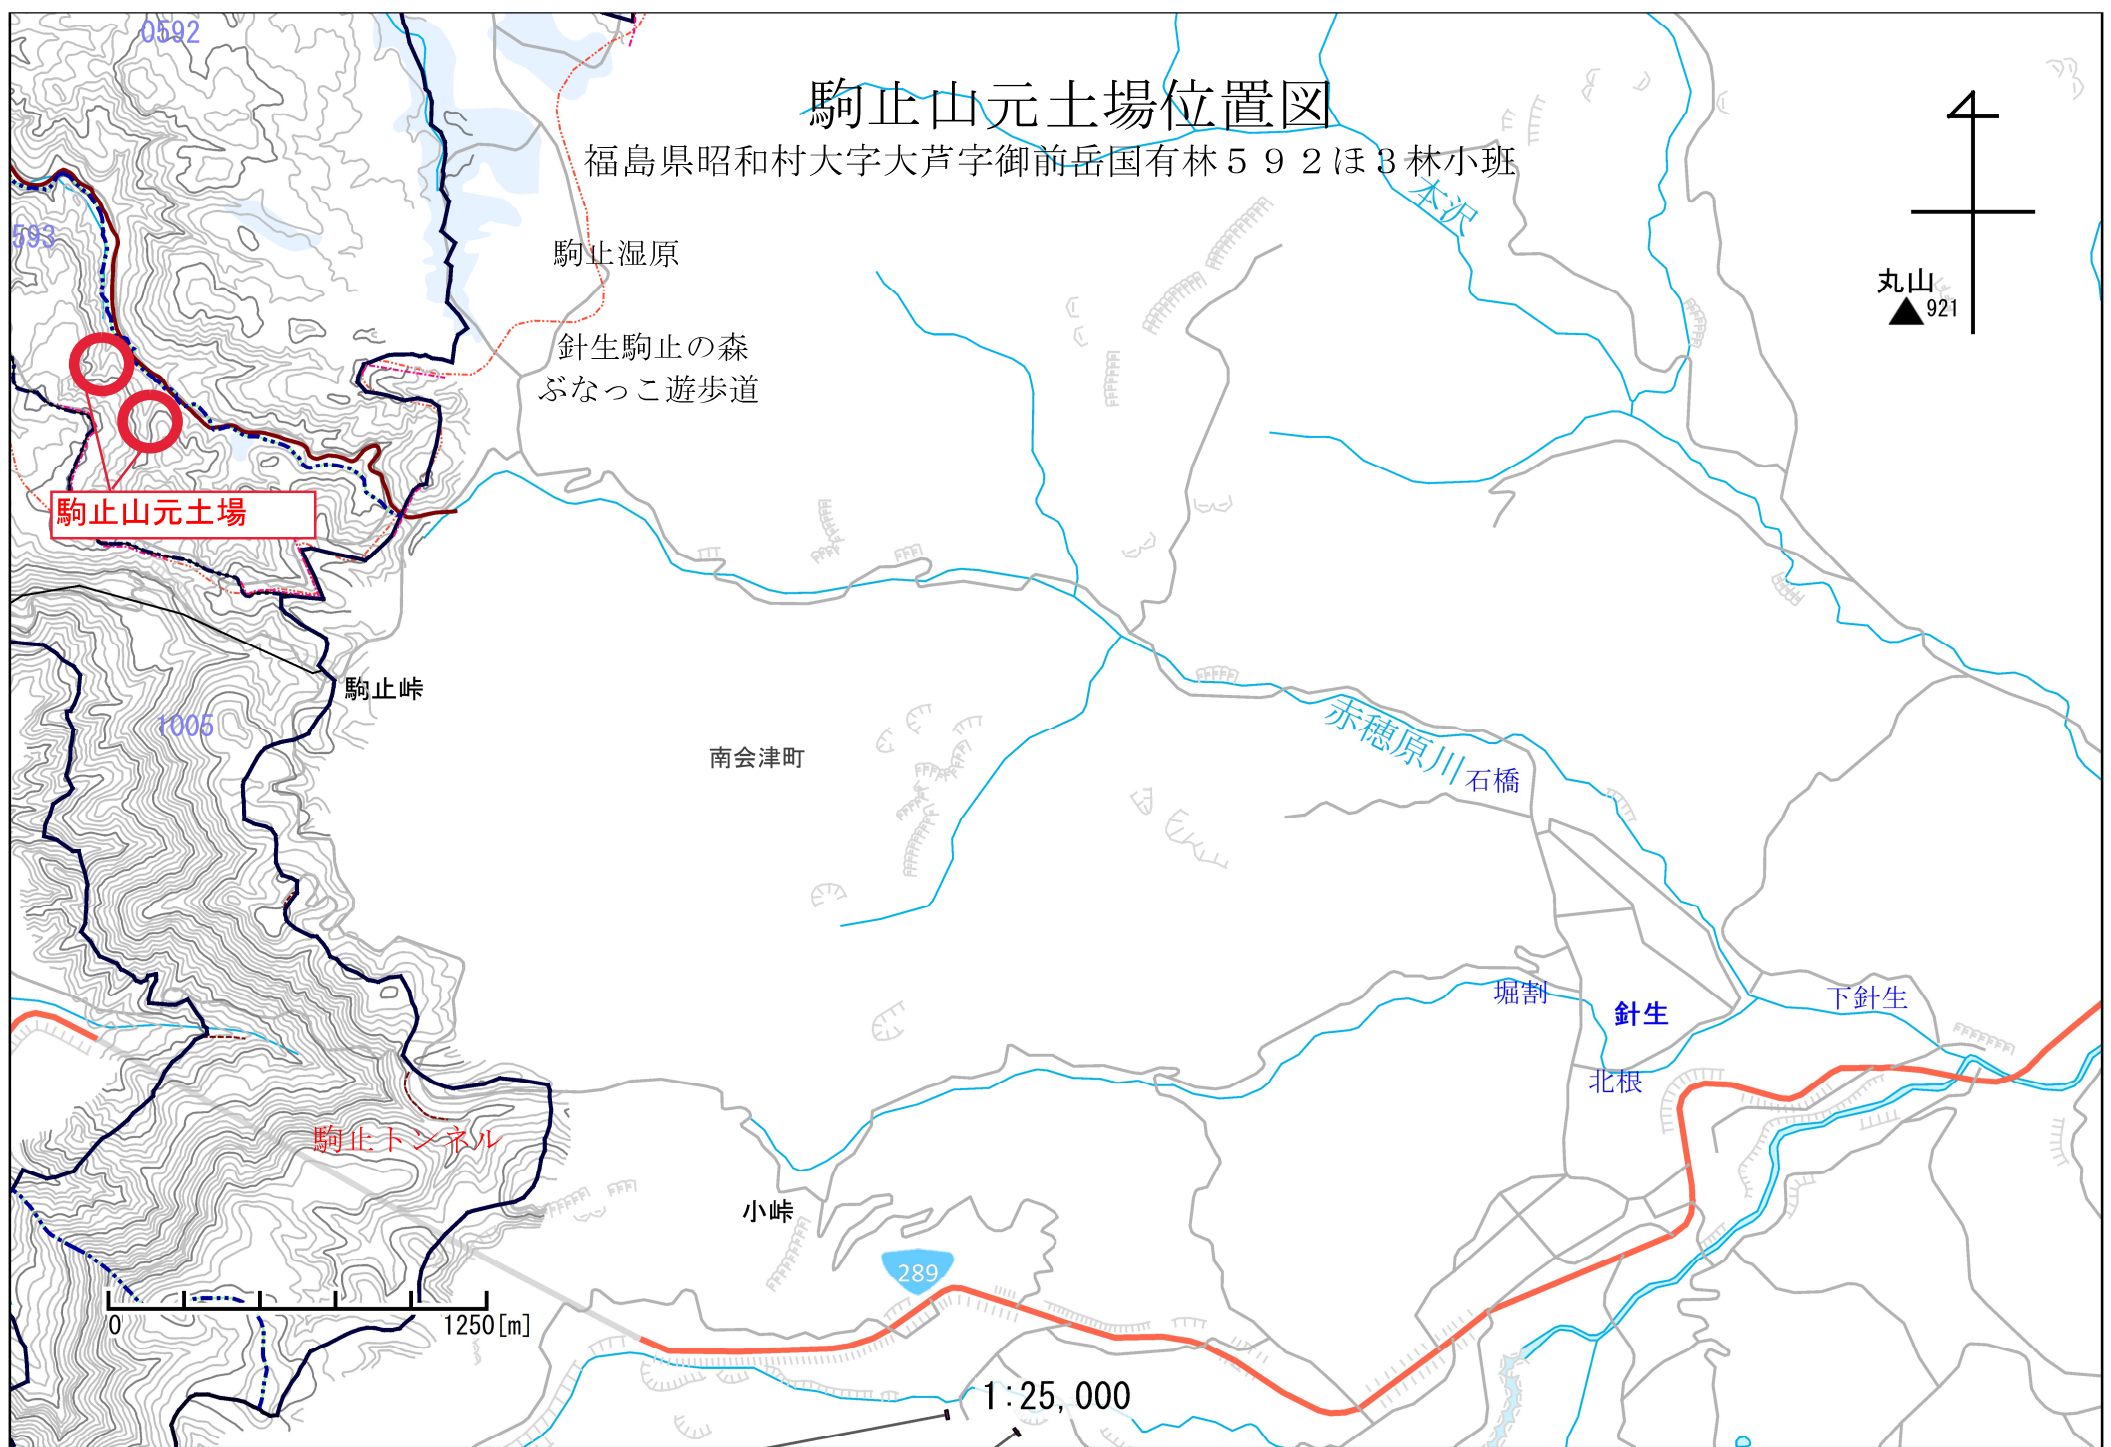 0592
駒止山元土場位置図
福島県昭和村大字大芦字御前岳国有林５９２ほ３林小班
本沢
593
駒止湿原
丸山
921
針生駒止の森
ぶなっこ遊歩道
駒止山元土場
駒止峠
1005
南会津町
赤穂原川
石橋
堀割
針生
下針生
北根
駒止トンネル
小峠
289
0
1250[m]
1:25,000